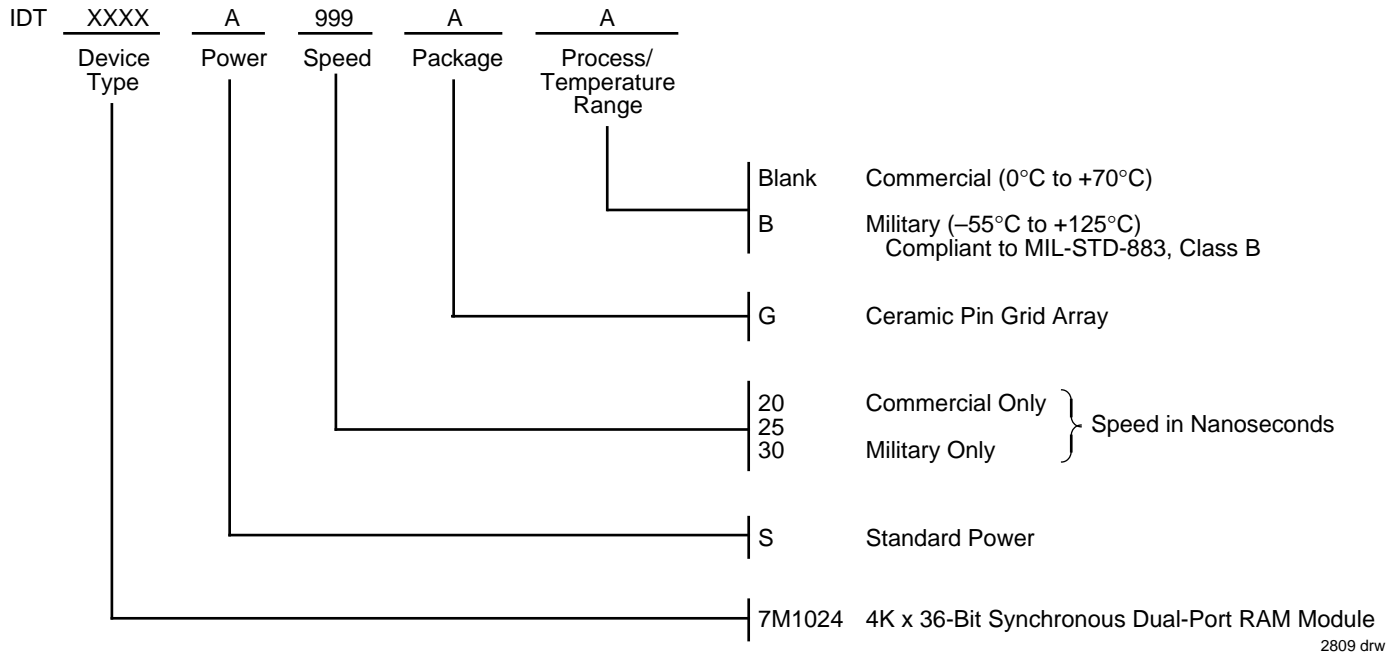 IDT XXXX A 999 A A
Device Type Power Speed Package Process/ Temperature Range
Blank Commercial (0°C to +70°C)
B Military (–55°C to +125°C)
Compliant to MIL-STD-883, Class B
G Ceramic Pin Grid Array
20 Commercial Only
25 Speed in Nanoseconds
30 Military Only
S Standard Power
7M1024 4K x 36-Bit Synchronous Dual-Port RAM Module
2809 drw